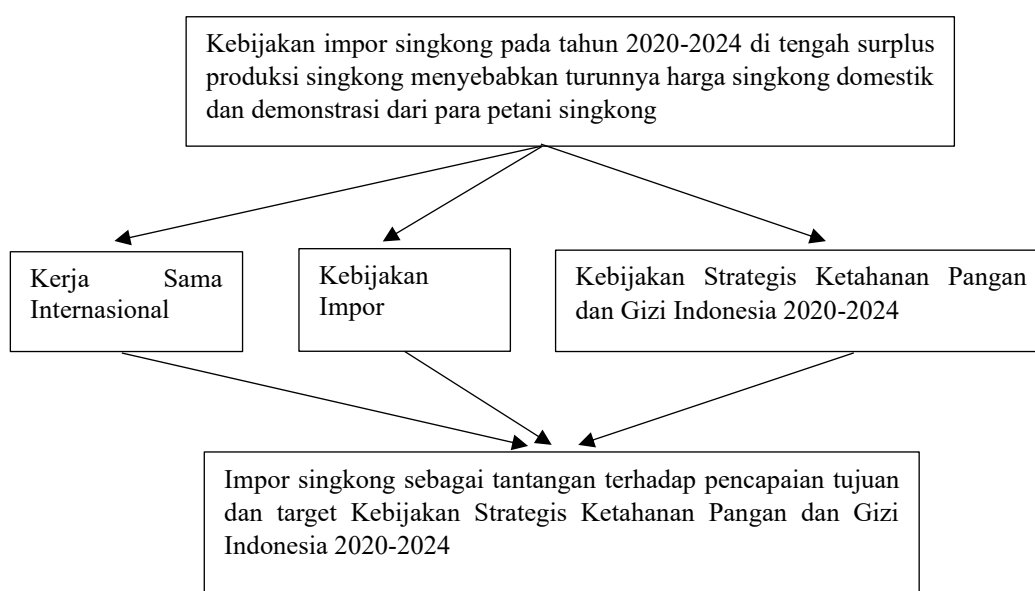 Kebijakan impor singkong pada tahun 2020-2024 di tengah surplus
produksi singkong menyebabkan turunnya harga singkong domestik
dan demonstrasi dari para petani singkong
Kerja Sama
Internasional
Kebijakan
Impor
Kebijakan Strategis Ketahanan Pangan
dan Gizi Indonesia 2020-2024
Impor singkong sebagai tantangan terhadap pencapaian tujuan
dan target Kebijakan Strategis Ketahanan Pangan dan Gizi
Indonesia 2020-2024